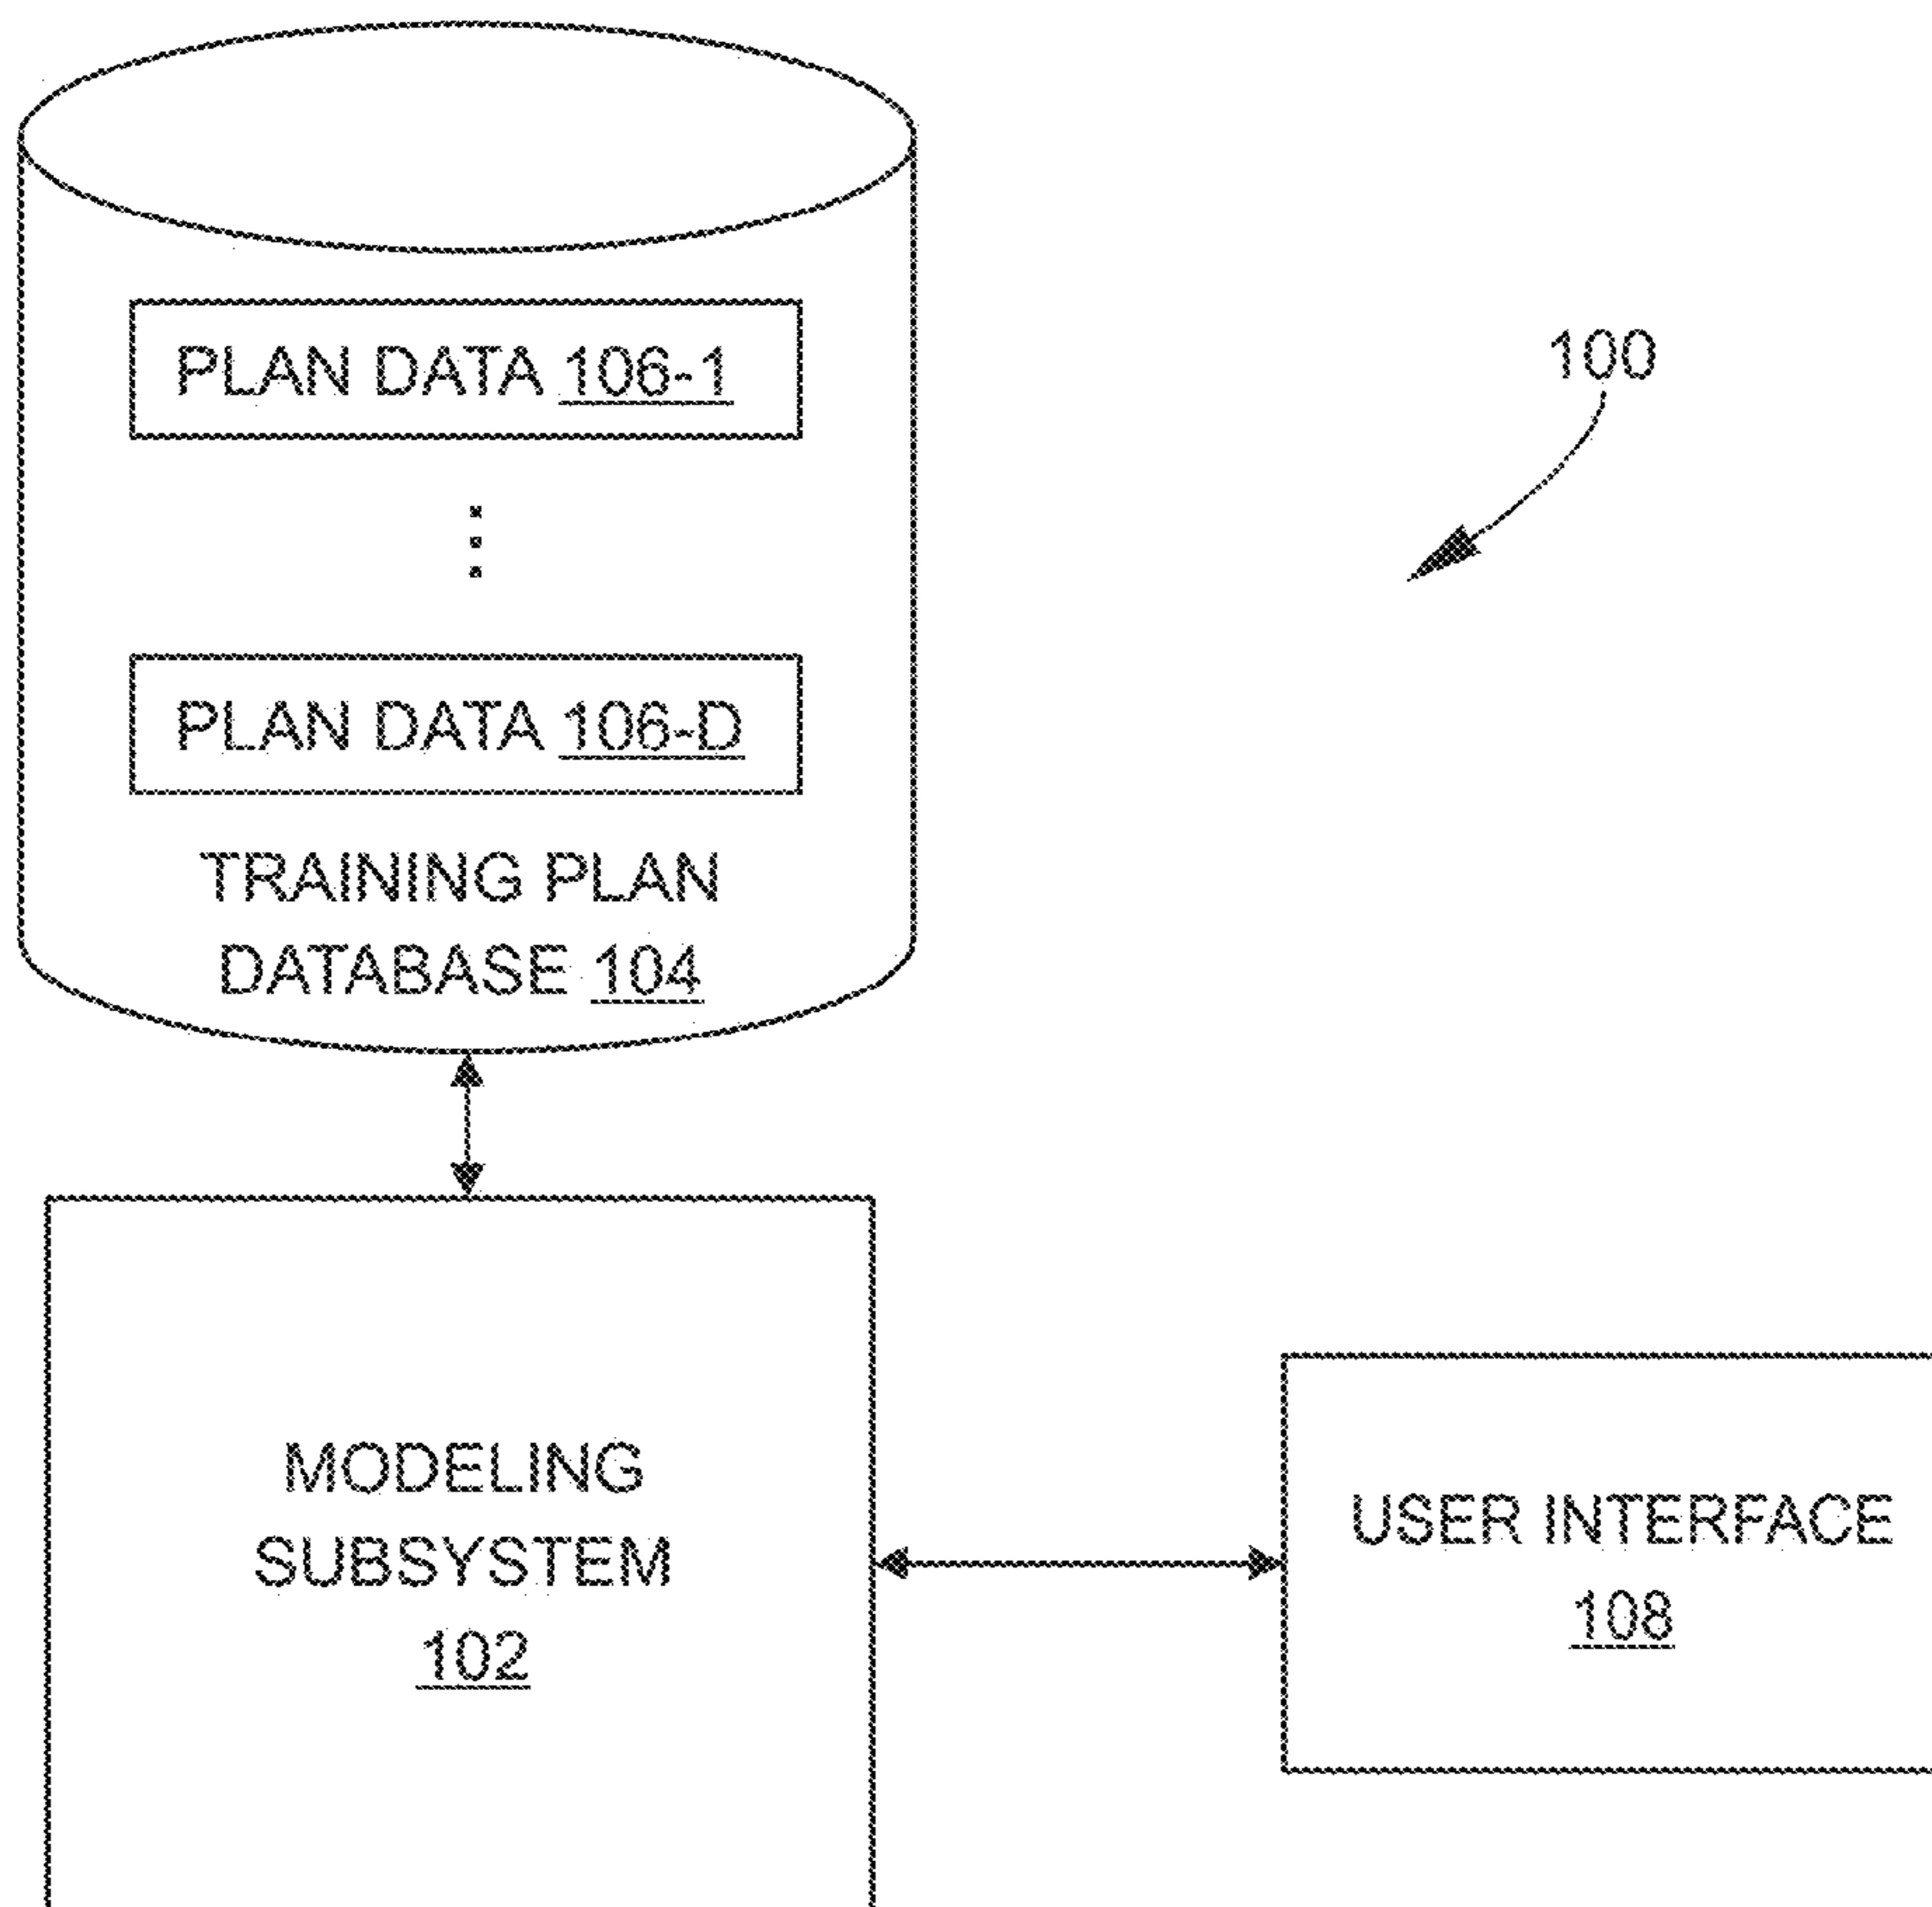 PLAN DATA 106-1
100
PLAN DATA 106-D
TRAINING PLAN
DATABASE 104
MODELING
SUBSYSTEM
102
USER INTERFACE
108